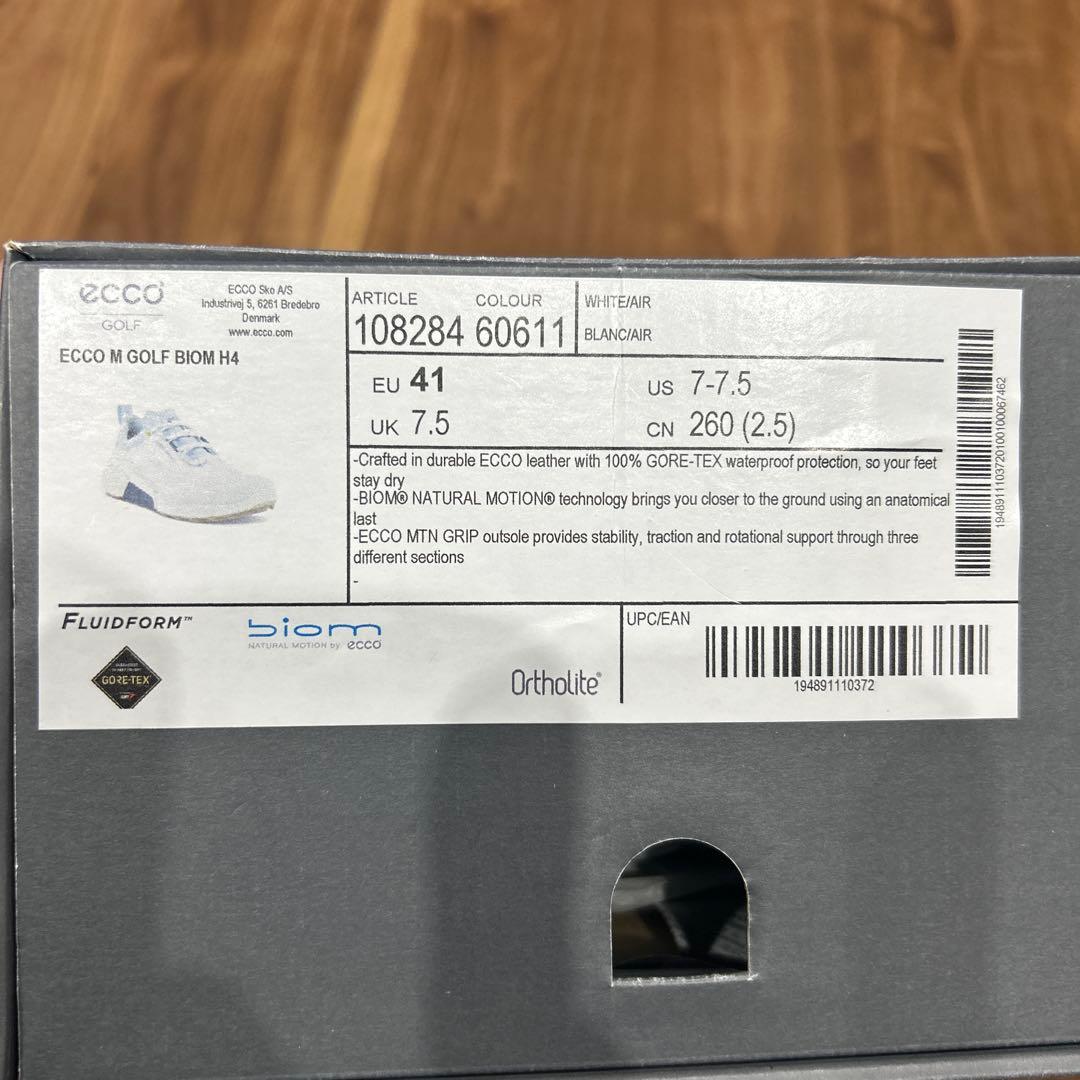 ecco
GOLF
ECCO Sko A/S
Industrivej 5, 6261 Bredebro
Denmark
www.ecco.com
ECCO M GOLF BIOM H4
ARTICLE COLOUR
108284 60611
WHITE/AIR
BLANC/AIR
EU 41
US 7-7.5
UK 7.5
CN 260 (2.5)
-Crafted in durable ECCO leather with 100% GORE-TEX waterproof protection, so your feet
stay dry
-BIOM® NATURAL MOTION® technology brings you closer to the ground using an anatomical
last
-ECCO MTN GRIP outsole provides stability, traction and rotational support through three
different sections
-
1948911103720100100067462
FLUIDFORM™
GORE-TEX
biom
NATURAL MOTION by ecco
Ortholite®
UPC/EAN
194891110372